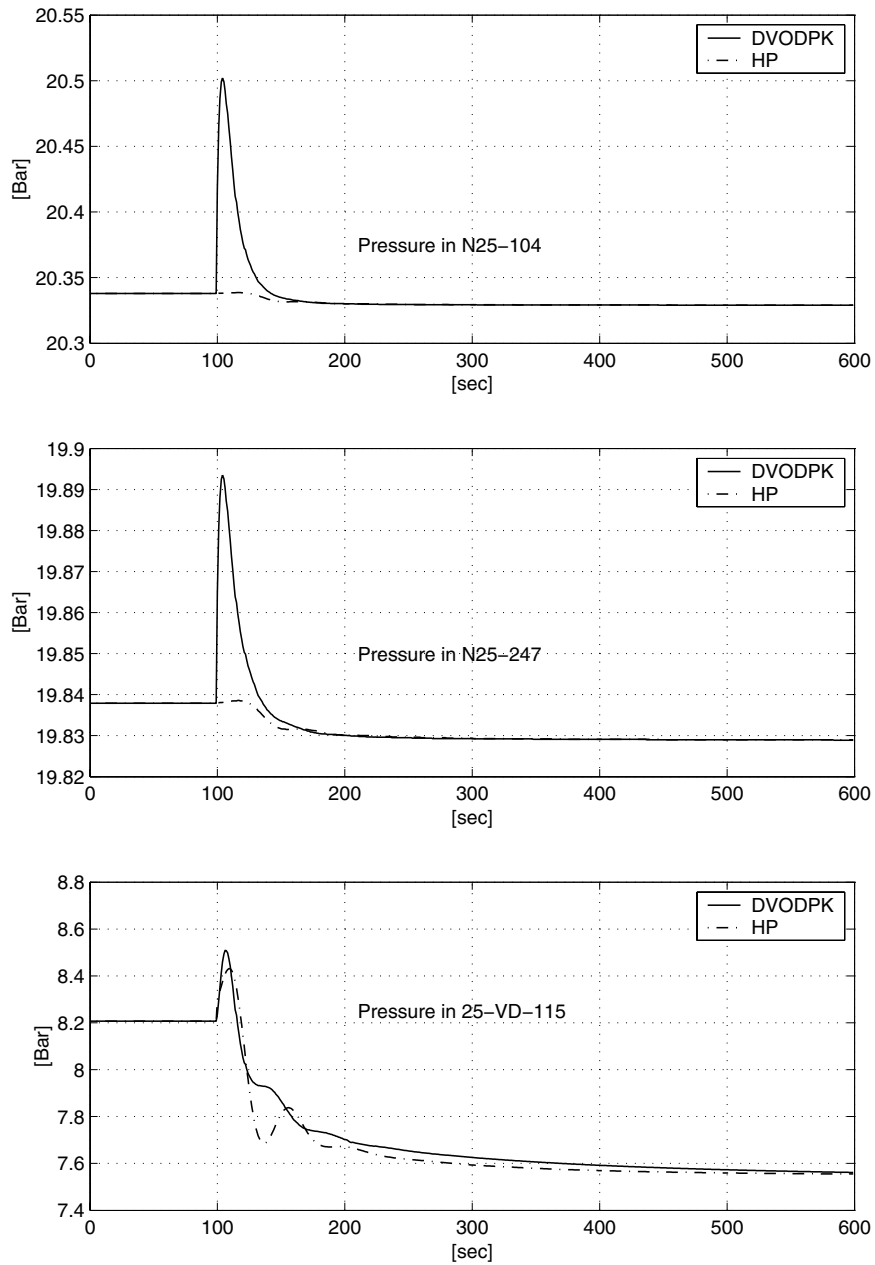 20.55
DVODPK
HP
20.5
20.45
[Bar]
20.4
Pressure in N25−104
20.35
20.3
0 100 200 300 400 500 600
[sec]
19.9
DVODPK
HP
19.89
19.88
19.87
[Bar]
19.86
19.85
Pressure in N25−247
19.84
19.83
19.82
0 100 200 300 400 500 600
[sec]
8.8
DVODPK
HP
8.6
8.4
8.2
Pressure in 25−VD−115
[Bar]
8
7.8
7.6
7.4
0 100 200 300 400 500 600
[sec]